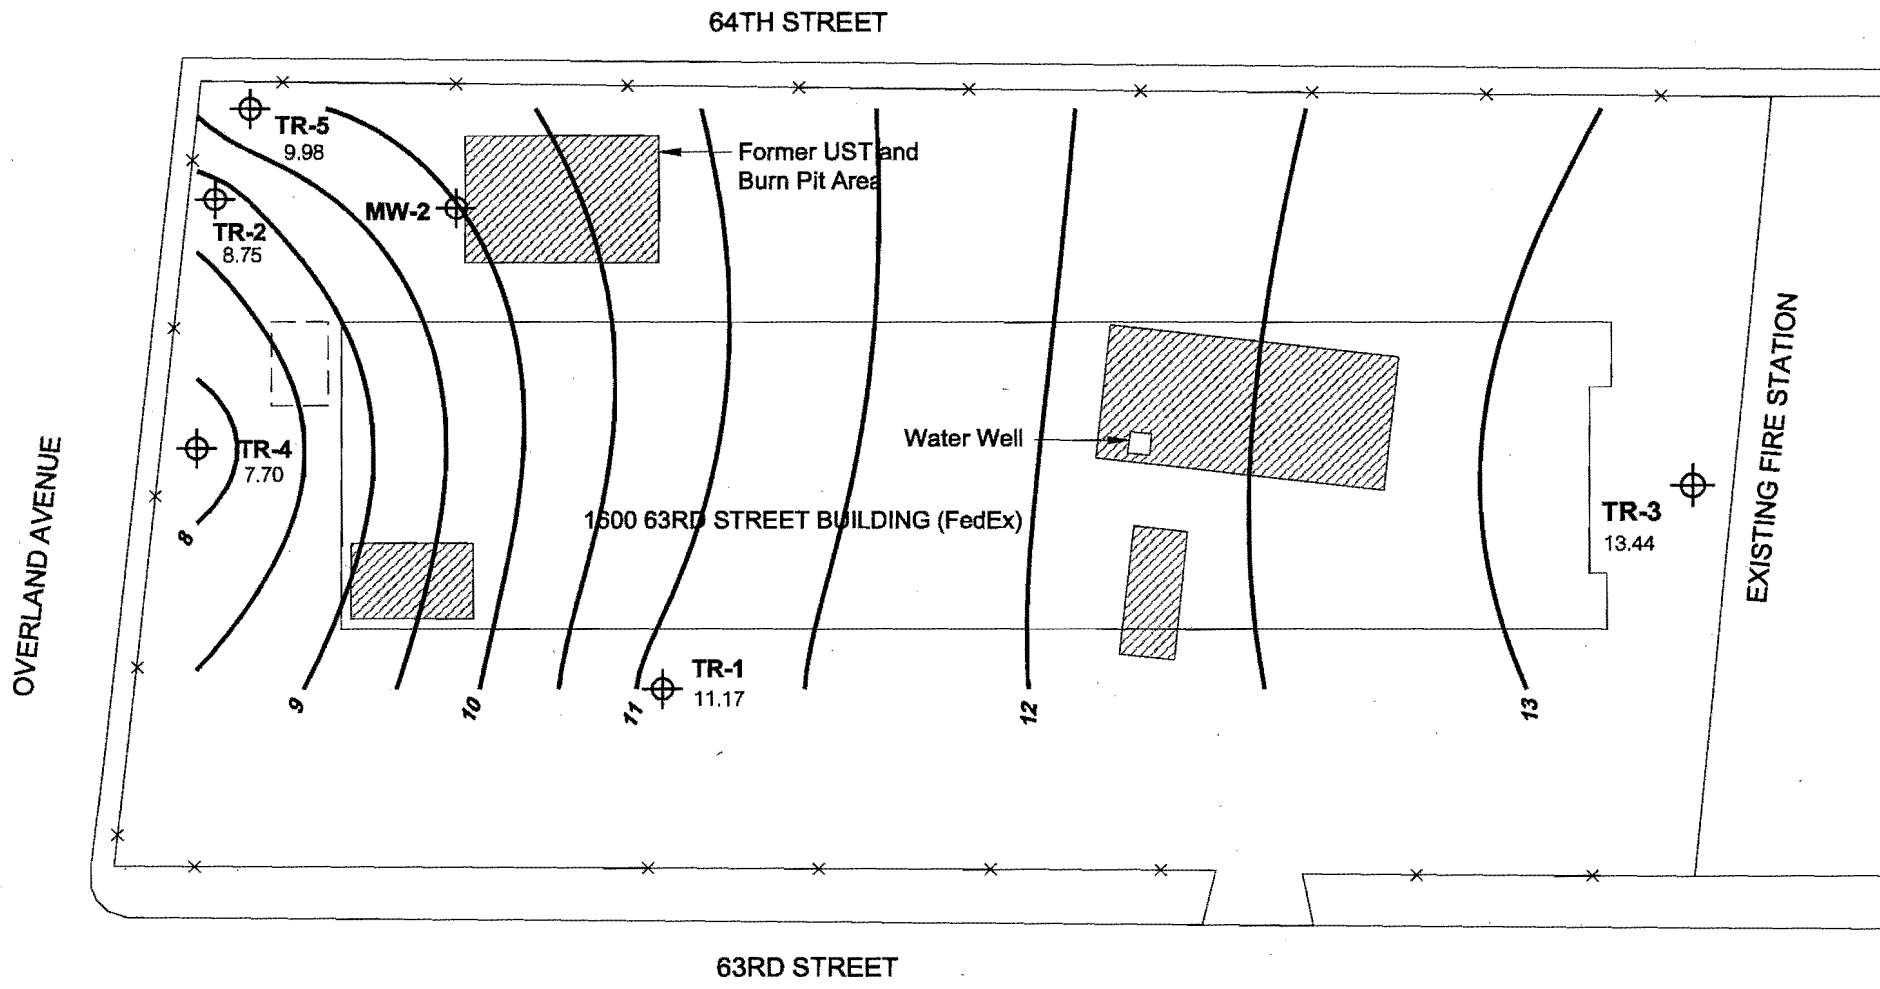 64TH STREET
TR-5
9.98
Former UST and
Burn Pit Area
MW-2
TR-2
8.75
TR-4
7.70
Water Well
OVERLAND AVENUE
EXISTING FIRE STATION
1600 63RD STREET BUILDING (FedEx)
TR-3
13.44
8
TR-1
11.17
9
10
11
12
13
63RD STREET